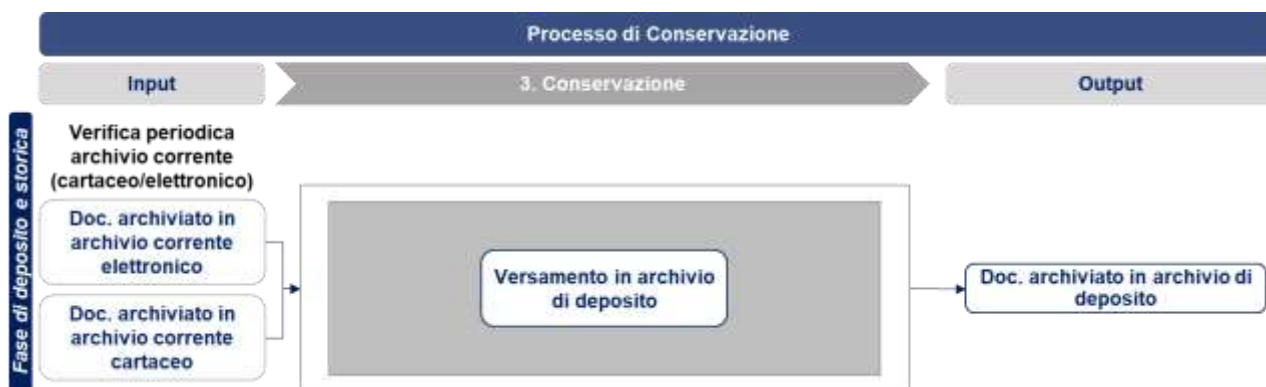 Processo di Conservazione
Input
3. Conservazione
Output
Fase di deposito e storica
Verifica periodica
archivio corrente
(cartaceo/elettronico)
Doc. archiviato in
archivio corrente
elettronico
Doc. archiviato in
archivio corrente
cartaceo
Versamento in archivio
di deposito
Doc. archiviato in archivio di
deposito